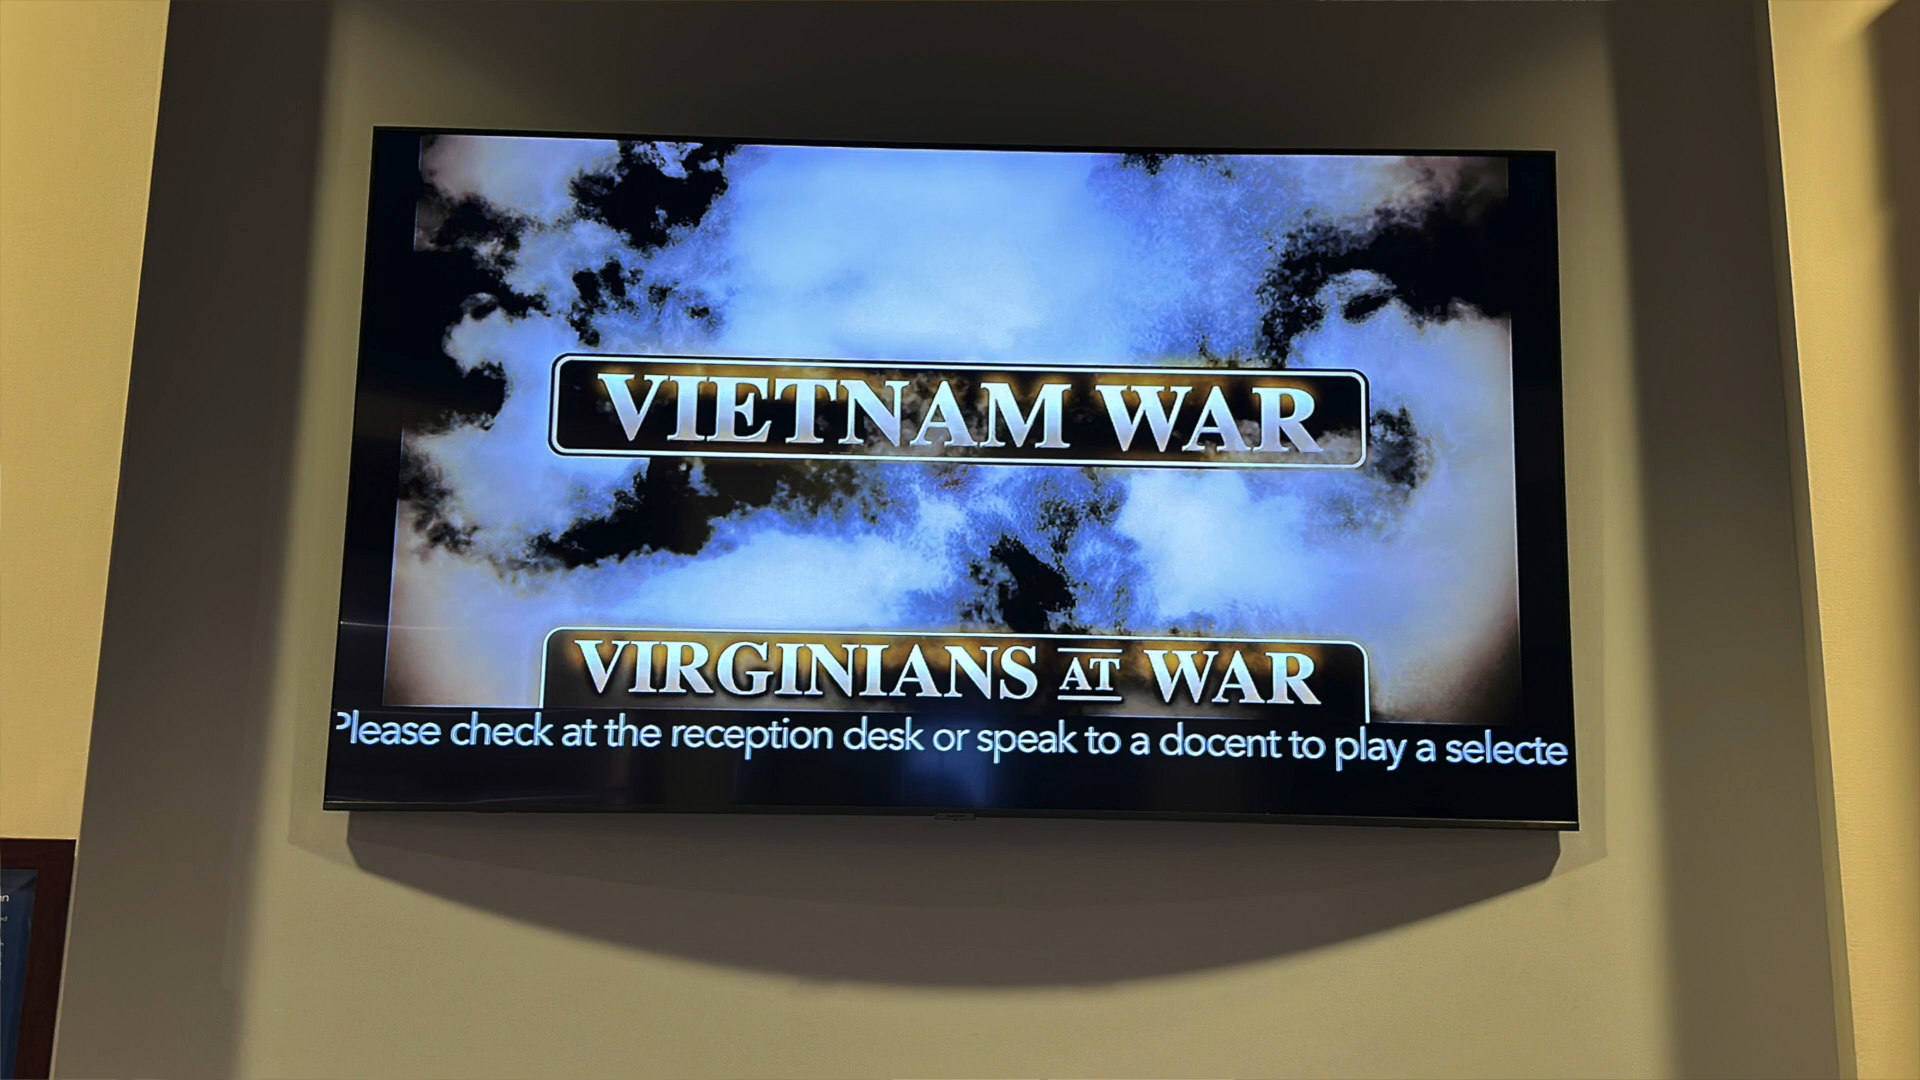 VIETNAM WAR
VIRGINIANS AT WAR
Please check at the reception desk or speak to a docent to play a selecte